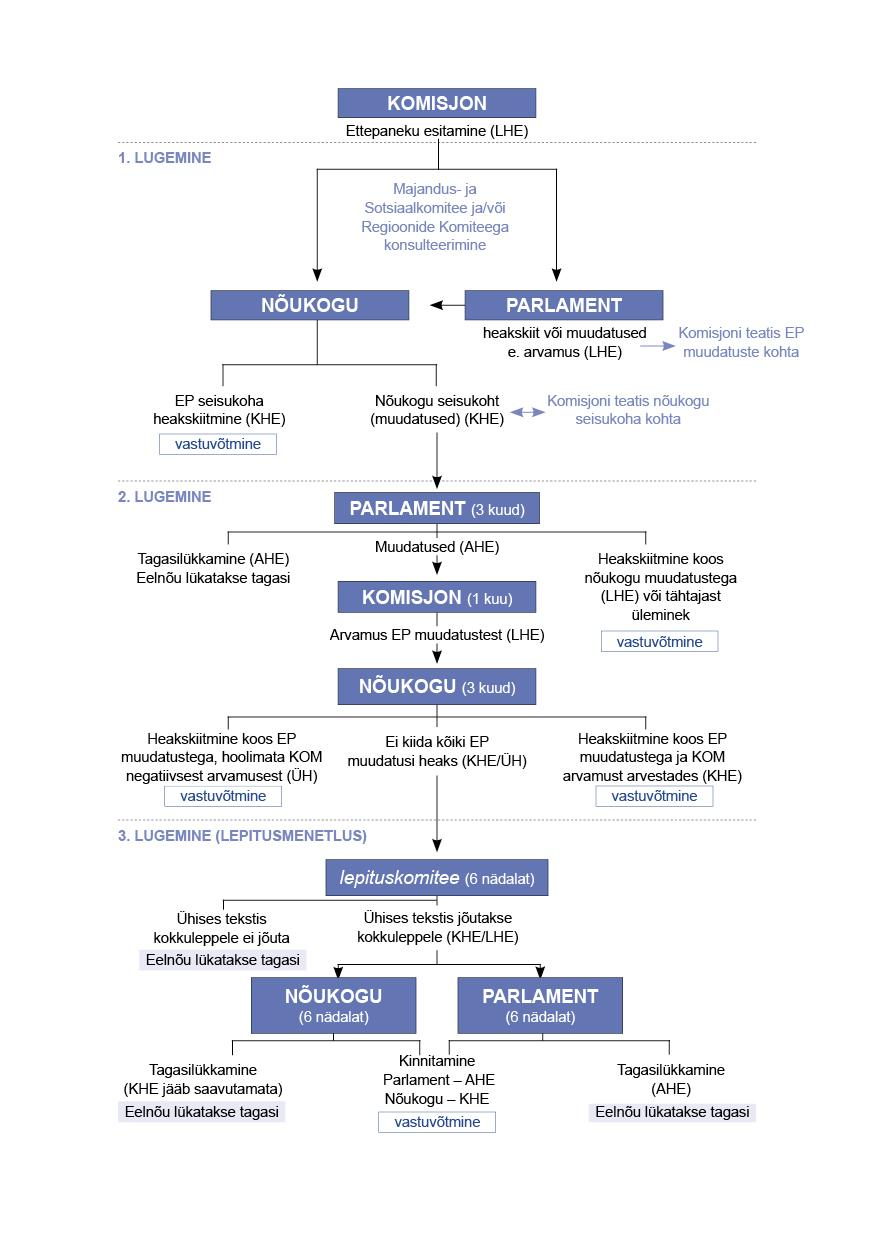 KOMISJON
Ettepaneku esitamine (LHE)
1. LUGEMINE
Majandus- ja
Sotsiaalkomitee ja/või
Regioonide Komiteega
konsulteerimine
NÕUKOGU
PARLAMENT
heakskiit või muudatused
e. arvamus (LHE)
Komisjoni teatis EP
muudatuste kohta
EP seisukoha
heakskiitmine (KHE)
vastuvõtmine
Nõukogu seisukoht
(muudatused) (KHE)
Komisjoni teatis nõukogu
seisukoha kohta
2. LUGEMINE
PARLAMENT (3 kuud)
Tagasilükkamine (AHE)
Eelnõu lükatakse tagasi
Muudatused (AHE)
Heakskiitmine koos
nõukogu muudatustega
(LHE) või tähtajast
üleminek
vastuvõtmine
KOMISJON (1 kuu)
Arvamus EP muudatustest (LHE)
NÕUKOGU (3 kuud)
Heakskiitmine koos EP
muudatustega, hoolimata KOM
negatiivsest arvamusest (ÜH)
vastuvõtmine
Ei kiida kõiki EP
muudatusi heaks (KHE/ÜH)
Heakskiitmine koos EP
muudatustega ja KOM
arvamust arvestades (KHE)
vastuvõtmine
3. LUGEMINE (LEPITUSMENETLUS)
lepituskomitee (6 nädalat)
Ühises tekstis
kokkuleppele ei jõuta
Eelnõu lükatakse tagasi
Ühises tekstis jõutakse
kokkuleppele (KHE/LHE)
NÕUKOGU
(6 nädalat)
PARLAMENT
(6 nädalat)
Tagasilükkamine
(KHE jääb saavutamata)
Eelnõu lükatakse tagasi
Kinnitamine
Parlament – AHE
Nõukogu – KHE
vastuvõtmine
Tagasilükkamine
(AHE)
Eelnõu lükatakse tagasi